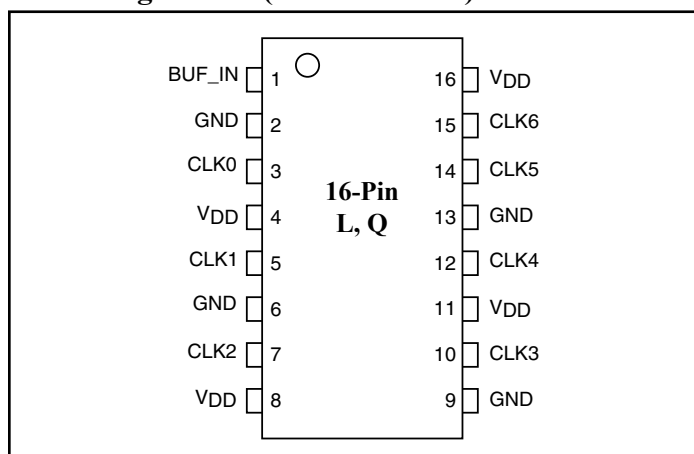 BUF_IN 1 16 VDD
GND 2 15 CLK6
CLK0 3 14 CLK5
VDD 4 13 GND
CLK1 5 12 CLK4
GND 6 11 VDD
CLK2 7 10 CLK3
VDD 8 9 GND
16-Pin
L, Q